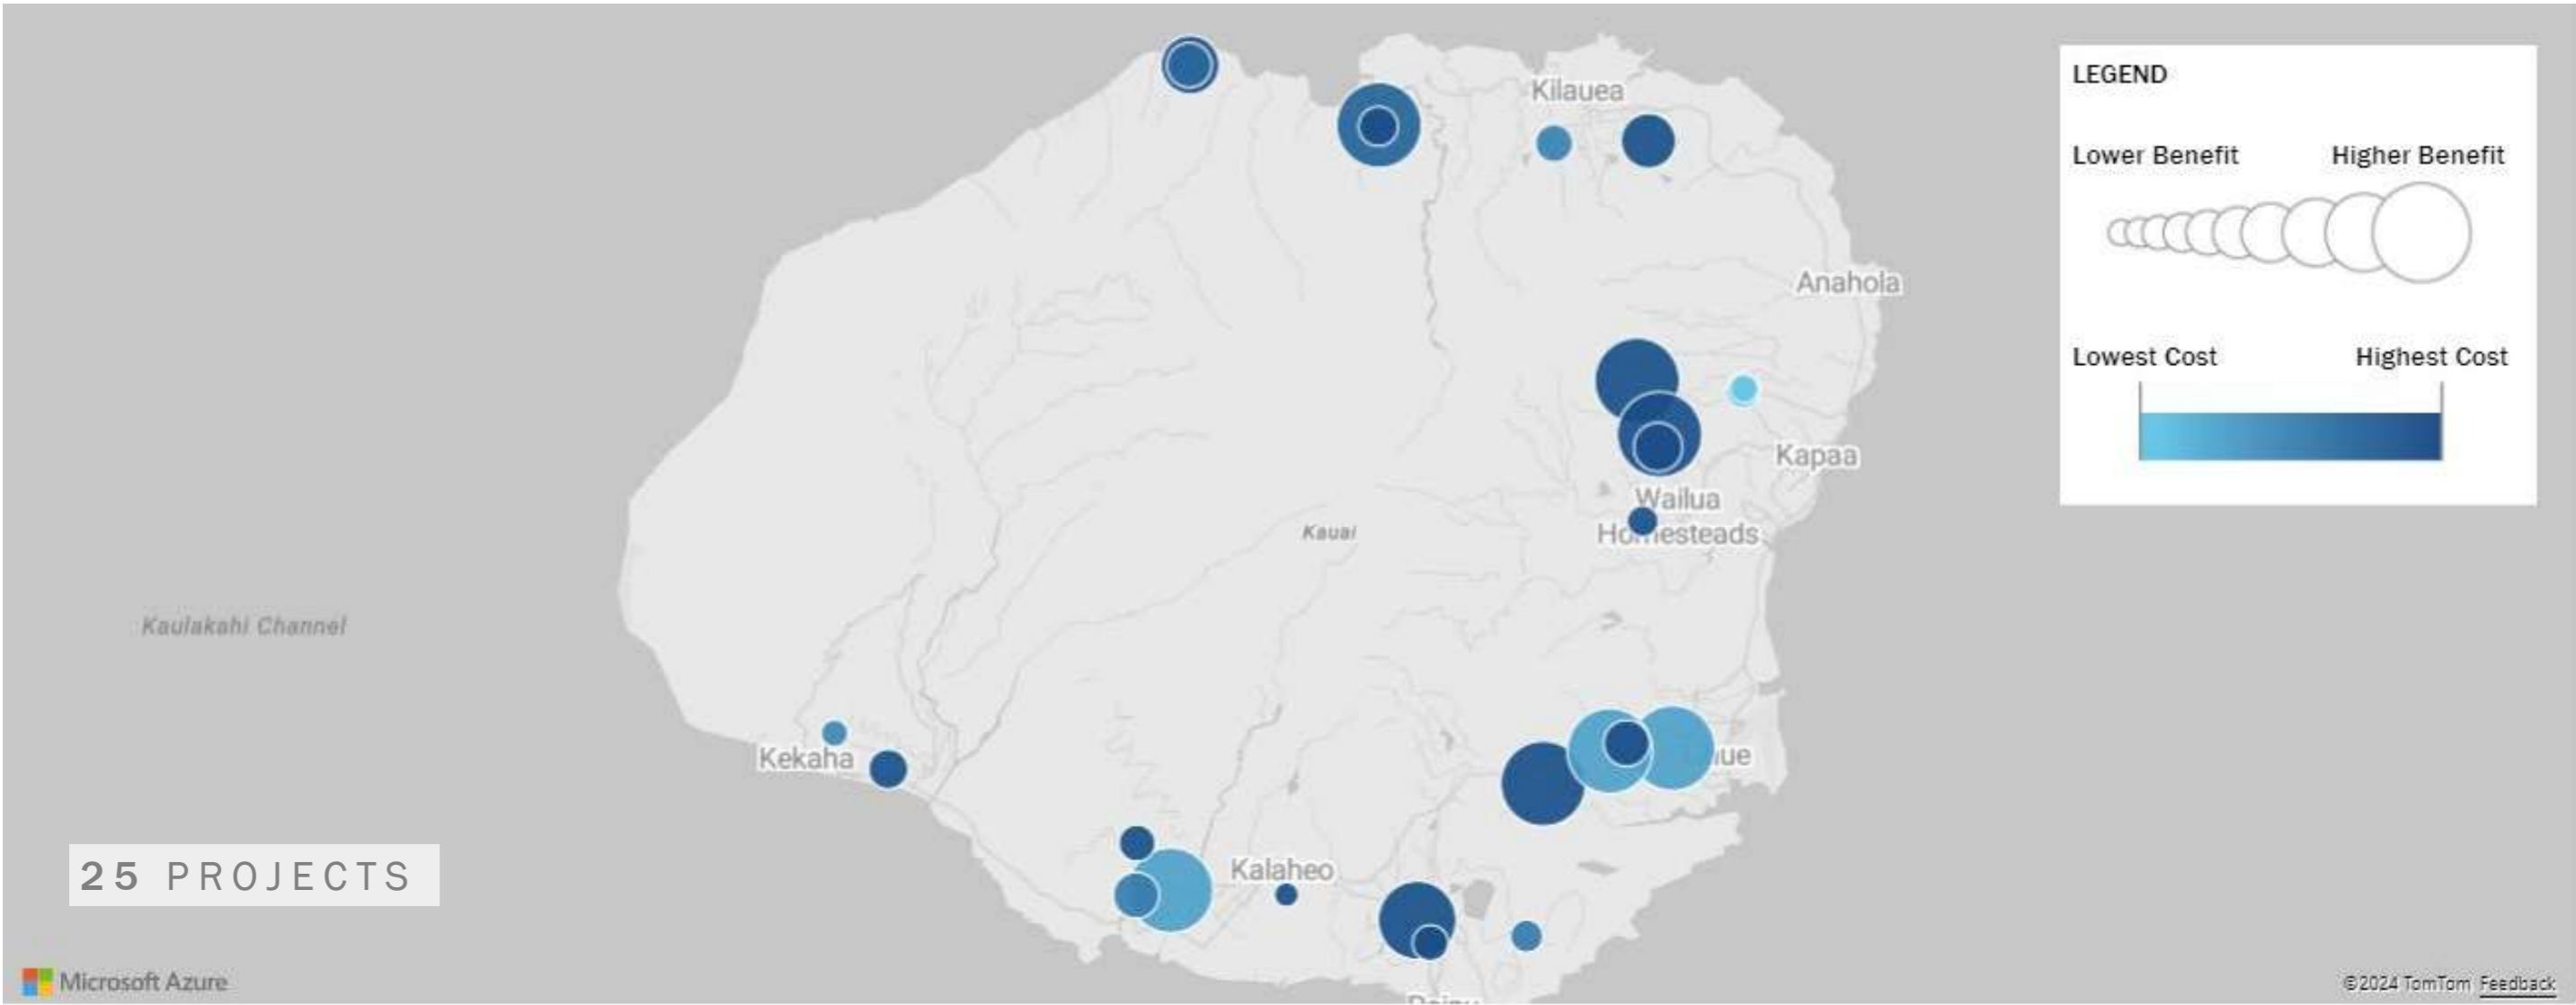 LEGEND
Kilauea
Lower Benefit Higher Benefit
Anahola
Lowest Cost Highest Cost
Kapaa
Wailua
Homesteads
Kauai
Kaulakahi Channel
Kekaha
25 PROJECTS
Kalaheo
Microsoft Azure
©2024 TomTom Feedback